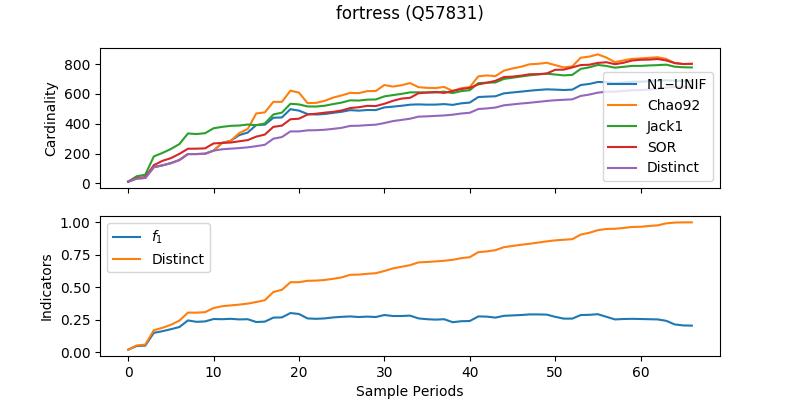 fortress (Q57831)
Cardinality
800
600
400
200
0
N1‒UNIF
Chao92
Jack1
SOR
Distinct
Indicators
1.00
0.75
0.50
0.25
0.00
f₁
Distinct
0 10 20 30 40 50 60
Sample Periods